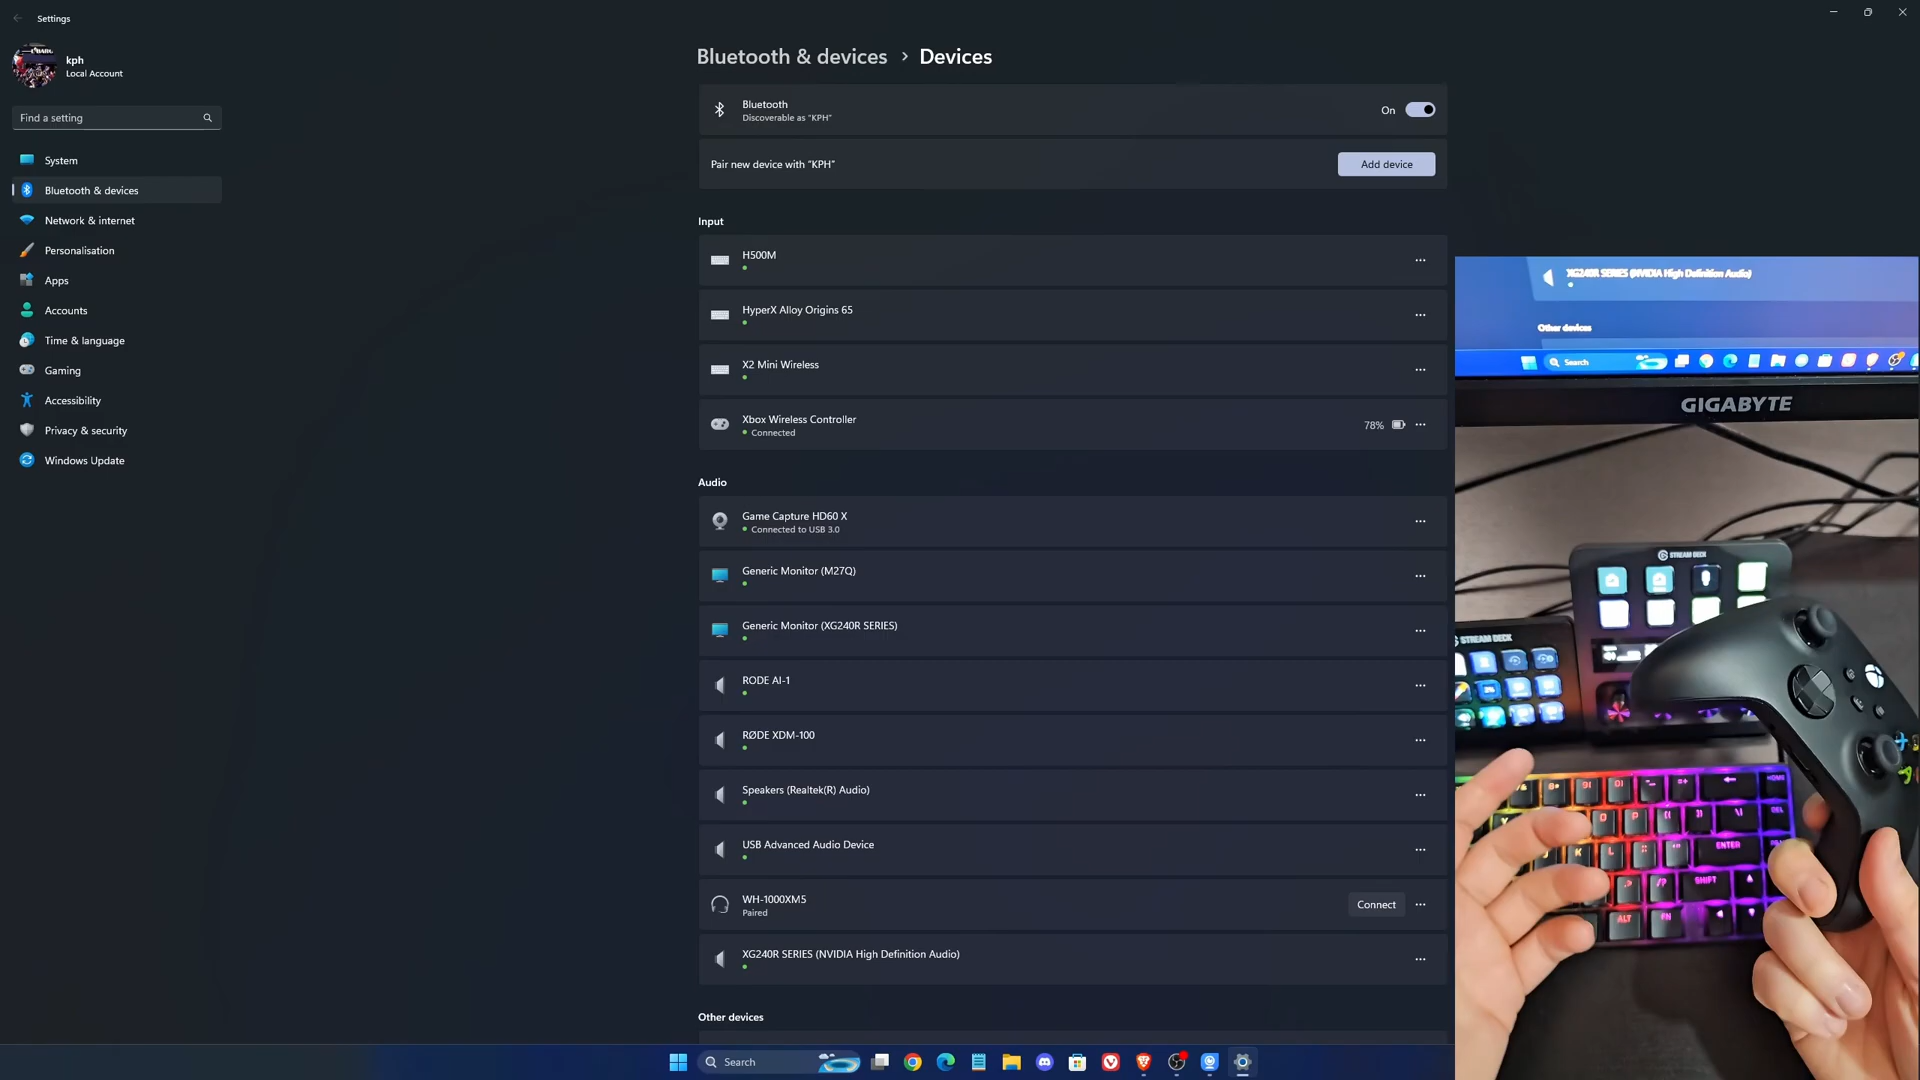 Settings
kph
Local Account
Find a setting
System
Bluetooth & devices
Network & internet
Personalisation
Apps
Accounts
Time & language
Gaming
Accessibility
Privacy & security
Windows Update
Bluetooth & devices > Devices
Bluetooth
Discoverable as "KPH"
On
Pair new device with "KPH"
Add device
Input
H500M
HyperX Alloy Origins 65
X2 Mini Wireless
Xbox Wireless Controller
Connected
78%
Audio
Game Capture HD60 X
Connected to USB 3.0
Generic Monitor (M27Q)
Generic Monitor (XG240R SERIES)
RODE AI-1
RØDE XDM-100
Speakers (Realtek(R) Audio)
USB Advanced Audio Device
WH-1000XM5
Paired
Connect
XG240R SERIES (NVIDIA High Definition Audio)
Other devices
Search
XG240R SERIES (NVIDIA High Definition Audio)
Other devices
Search
GIGABYTE
STREAM DECK
STREAM DECK
HOME
DEL
O
P
K
L
ENTER
SHIFT
ALT
FN